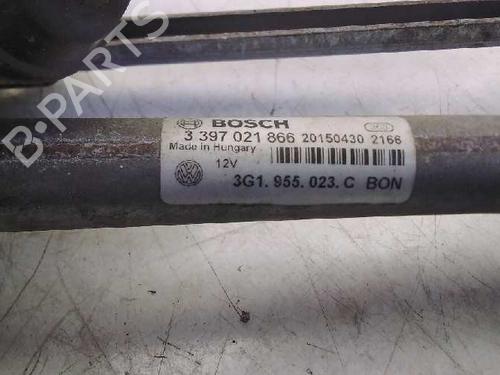 BOSCH
3 397 021 866 20150430 2166
Made in Hungary
12V
3G1.955.023.C BON
B-PARTS